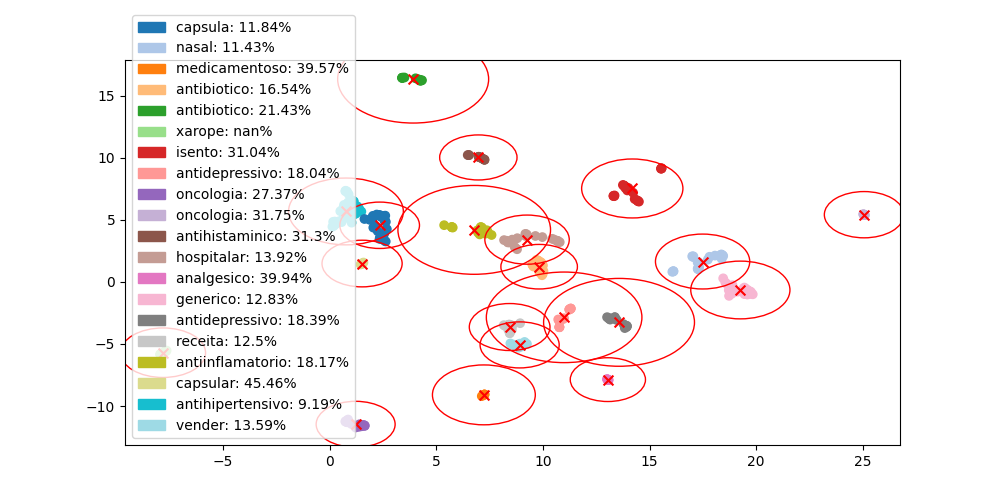 capsula: 11.84%
nasal: 11.43%
medicamentoso: 39.57%
antibiotico: 16.54%
antibiotico: 21.43%
xarope: nan%
isento: 31.04%
antidepressivo: 18.04%
oncologia: 27.37%
oncologia: 31.75%
antihistaminico: 31.3%
hospitalar: 13.92%
analgesico: 39.94%
generico: 12.83%
antidepressivo: 18.39%
receita: 12.5%
antiinflamatorio: 18.17%
capsular: 45.46%
antihipertensivo: 9.19%
vender: 13.59%
15
10
5
0
−5
−10
−5 0 5 10 15 20 25